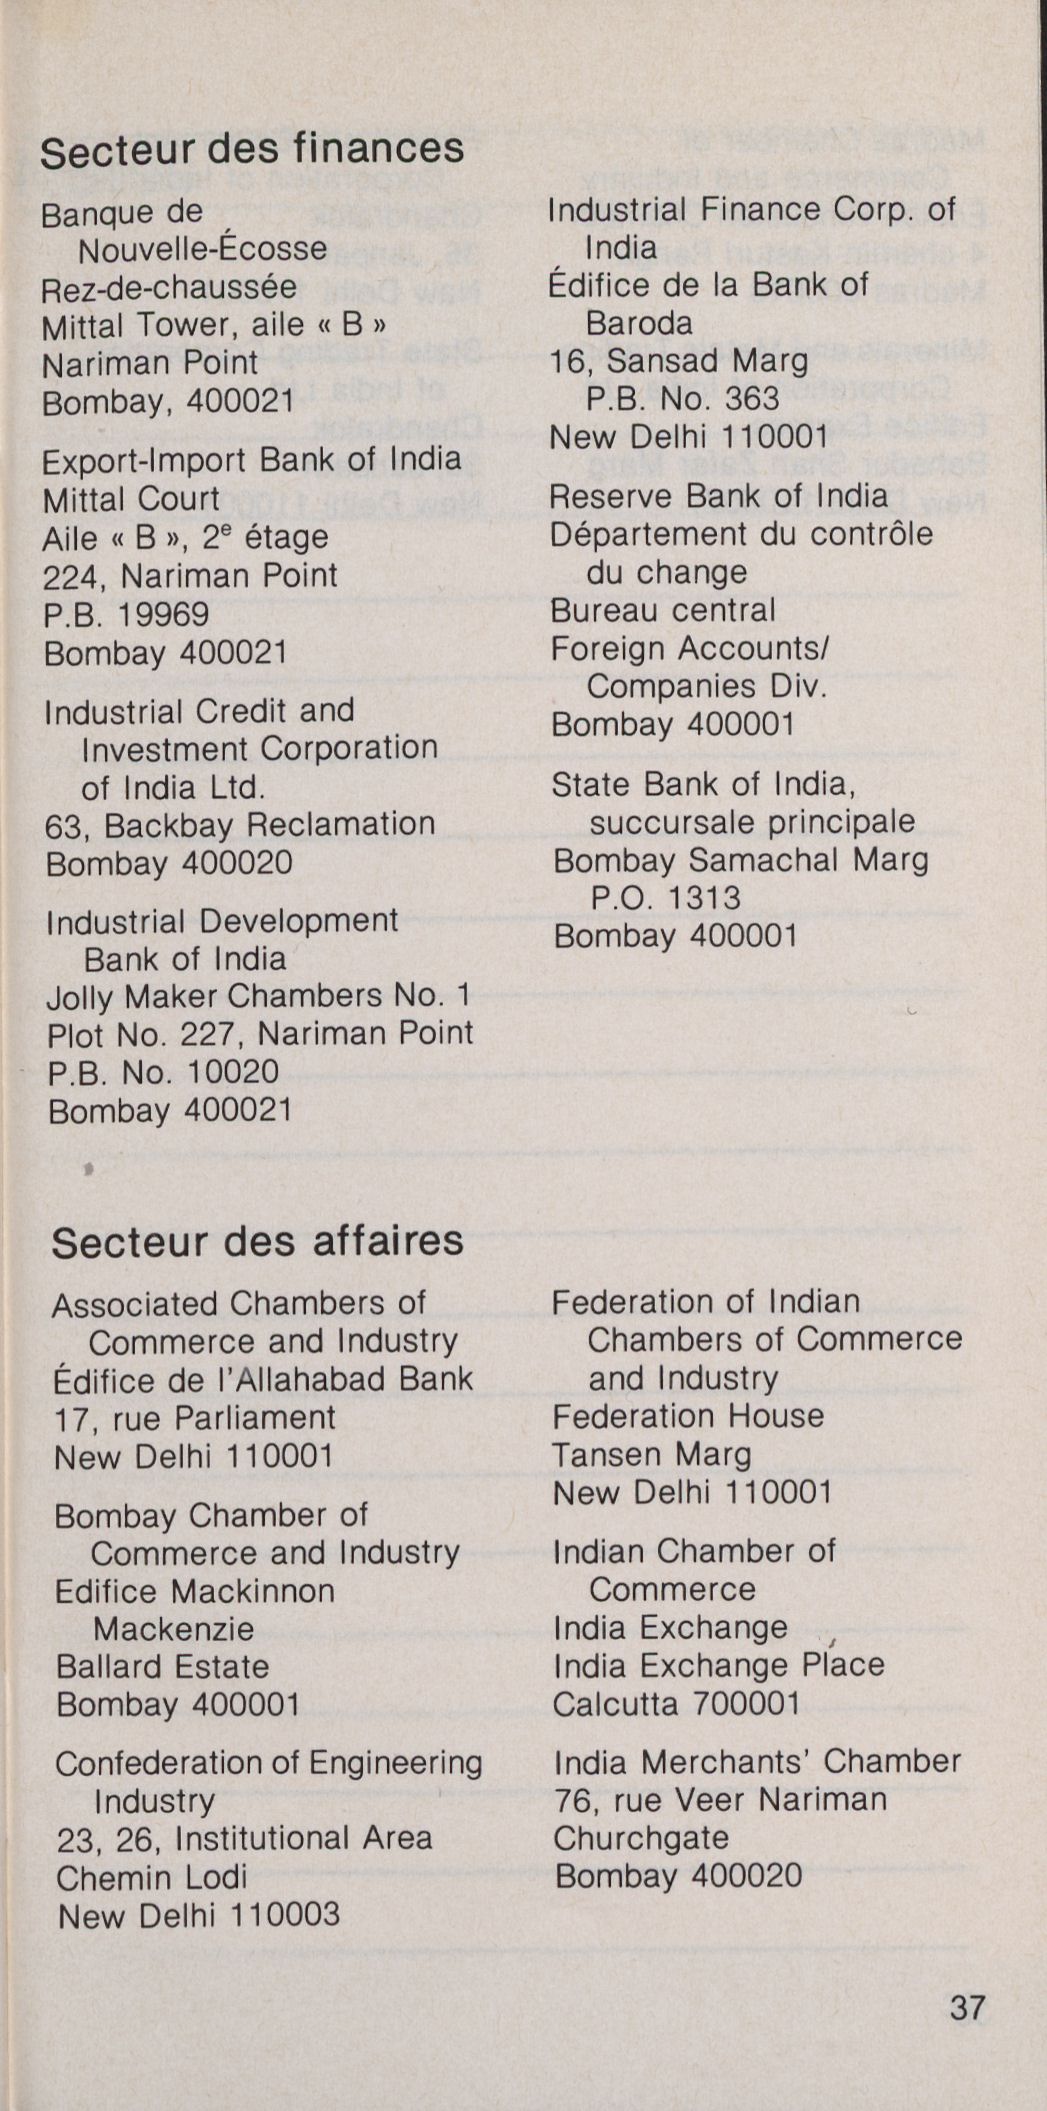 Secteur des finances
Banque de
Nouvelle-Écosse
Rez-de-chaussée
Mittal Tower, aile « B »
Nariman Point
Bombay, 400021
Export-Import Bank of India
Mittal Court
Aile « B », 2e étage
224, Nariman Point
P.B. 19969
Bombay 400021
Industrial Credit and
Investment Corporation
of India Ltd.
63, Backbay Reclamation
Bombay 400020
Industrial Development
Bank of India
Jolly Maker Chambers No. 1
Plot No. 227, Nariman Point
P.B. No. 10020
Bombay 400021
Industrial Finance Corp. of
India
Édifice de la Bank of
Baroda
16, Sansad Marg
P.B. No. 363
New Delhi 110001
Reserve Bank of India
Département du contrôle
du change
Bureau central
Foreign Accounts/
Companies Div.
Bombay 400001
State Bank of India,
succursale principale
Bombay Samachal Marg
P.O. 1313
Bombay 400001
Secteur des affaires
Associated Chambers of
Commerce and Industry
Édifice de l'Allahabad Bank
17, rue Parliament
New Delhi 110001
Bombay Chamber of
Commerce and Industry
Edifice Mackinnon
Mackenzie
Ballard Estate
Bombay 400001
Confederation of Engineering
Industry
23, 26, Institutional Area
Chemin Lodi
New Delhi 110003
Federation of Indian
Chambers of Commerce
and Industry
Federation House
Tansen Marg
New Delhi 110001
Indian Chamber of
Commerce
India Exchange
India Exchange Place
Calcutta 700001
India Merchants' Chamber
76, rue Veer Nariman
Churchgate
Bombay 400020
37